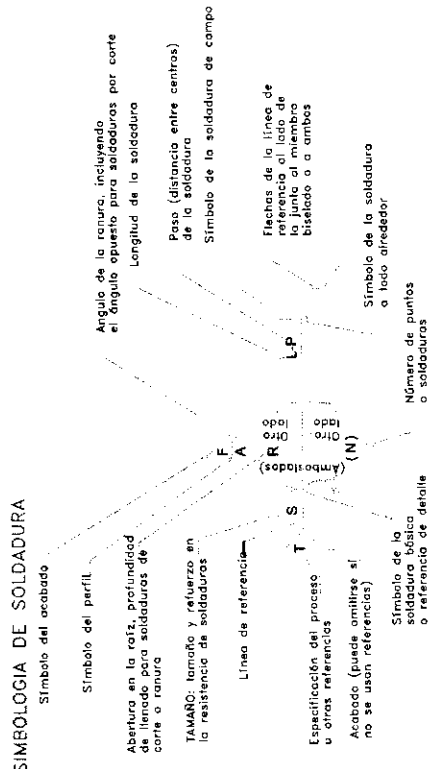 SIMBOLOGIA DE SOLDADURA
Símbolo del acabado
Símbolo del perfil
Abertura en la raíz, profundidad
de llenado para soldaduras de
corte o ranura
TAMAÑO: tamaño y refuerzo en
la resistencia de soldaduras
Línea de referencia
Especificación del proceso
u otras referencias
Acabado (puede omitirse si
no se usan referencias)
Símbolo de la
soldadura básica
o referencia de detalle
Angulo de la ranura, incluyendo
el ángulo opuesto para soldaduras por corte
Longitud de la soldadura
Paso (distancia entre centros)
de la soldadura
Símbolo de la soldadura de campo
Flechas de la línea de
referencia al lado de
la junta al miembro
biselado o a ambos
Símbolo de la soldadura
a todo alrededor
Número de puntos
o soldaduras
F
A
R
T
S
(Amboslados)
Otro
lado
Otro
lado
L-P
(N)